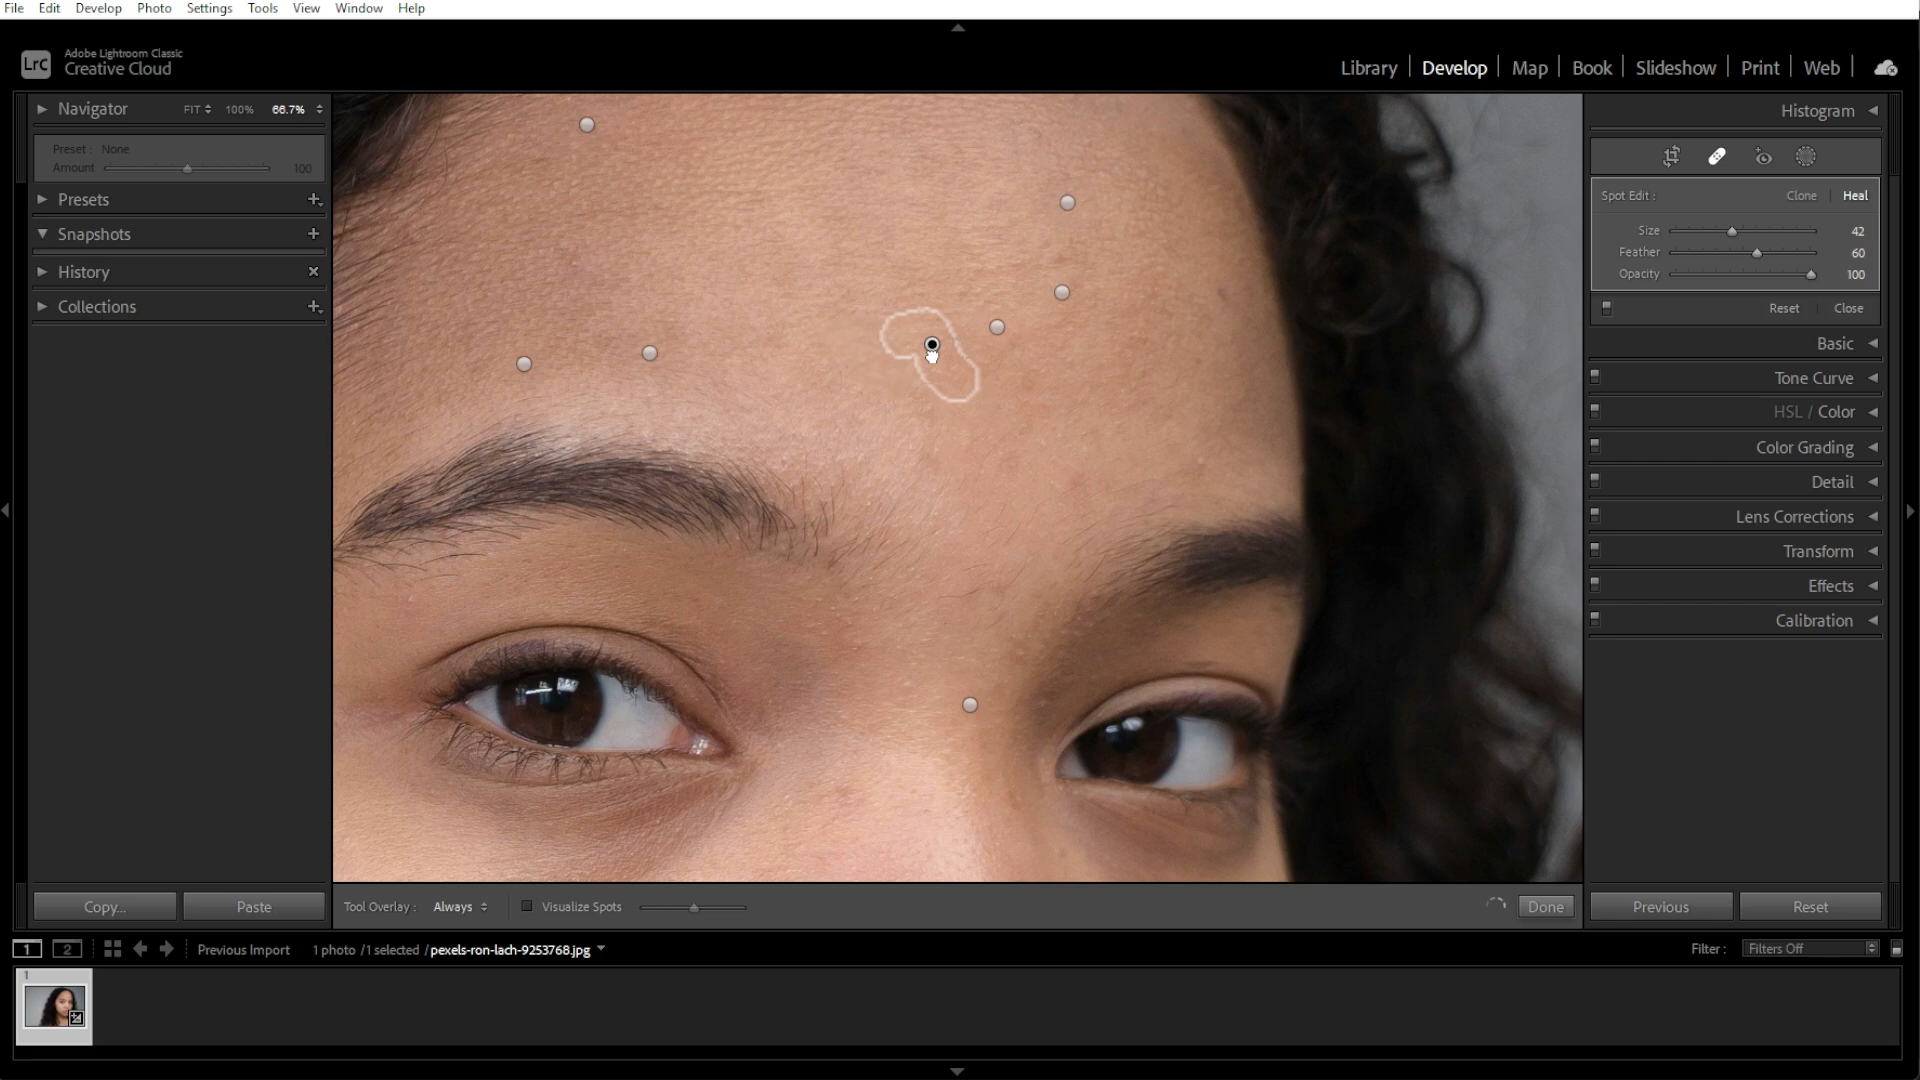 File Edit Develop Photo Settings Tools View Window Help
LrC
Adobe Lightroom Classic
Creative Cloud
Library Develop Map Book Slideshow Print Web
Navigator FIT 100% 66.7%
Preset : None
Amount 100
Presets
Snapshots
History
Collections
Histogram
Spot Edit : Clone Heal
Size 42
Feather 60
Opacity 100
Reset Close
Basic
Tone Curve
HSL / Color
Color Grading
Detail
Lens Corrections
Transform
Effects
Calibration
Copy... Paste
Tool Overlay : Always Visualize Spots Done
Previous Reset
1 2 Previous Import 1 photo /1 selected /pexels-ron-lach-9253768.jpg Filter : Filters Off
1